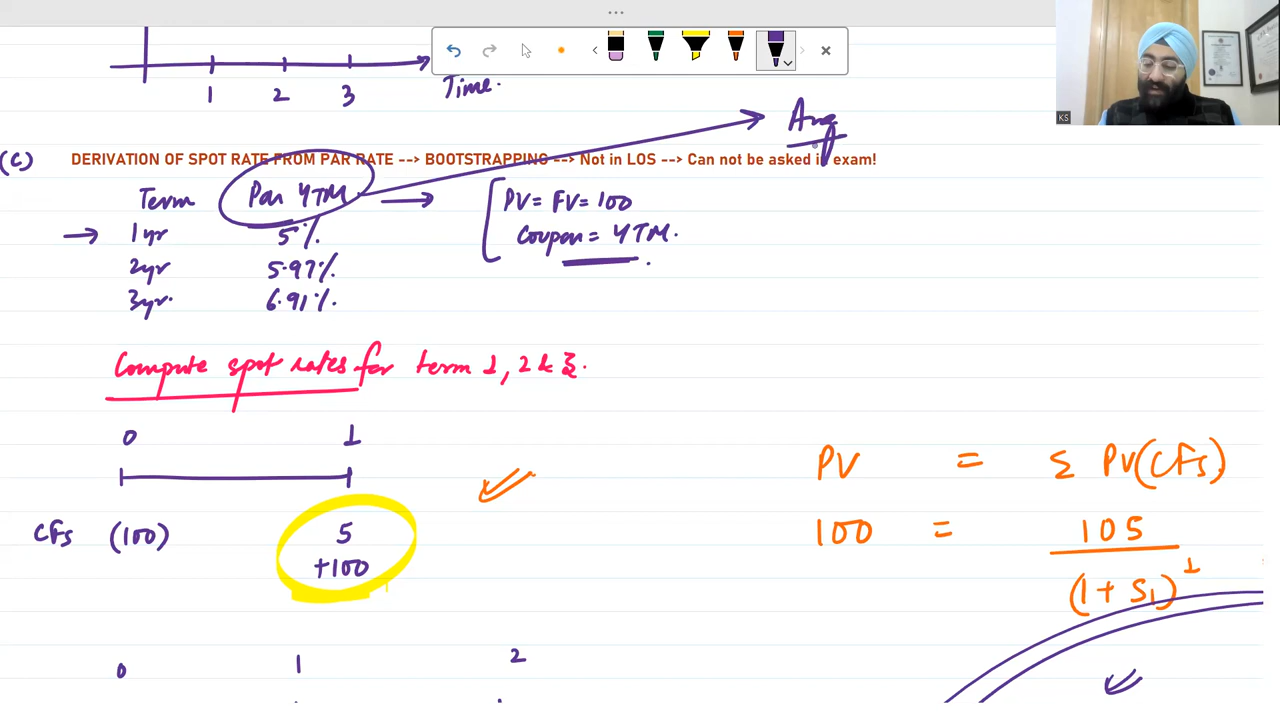 1 2 3 Time.
Avg
(C) DERIVATION OF SPOT RATE FROM PAR RATE --> BOOTSTRAPPING --> Not in LOS --> Can not be asked in exam!
Term Par YTM → PV = FV = 100
→ 1yr 5%. Coupon = YTM.
2yr 5.97%.
3yr. 6.91%.
Compute spot rates for term 1, 2 & 3.
0 1
PV = Σ PV(CFs)
CFs (100) 5 100 = 105
+100 (1 + S1)^1
0 1 2
KS